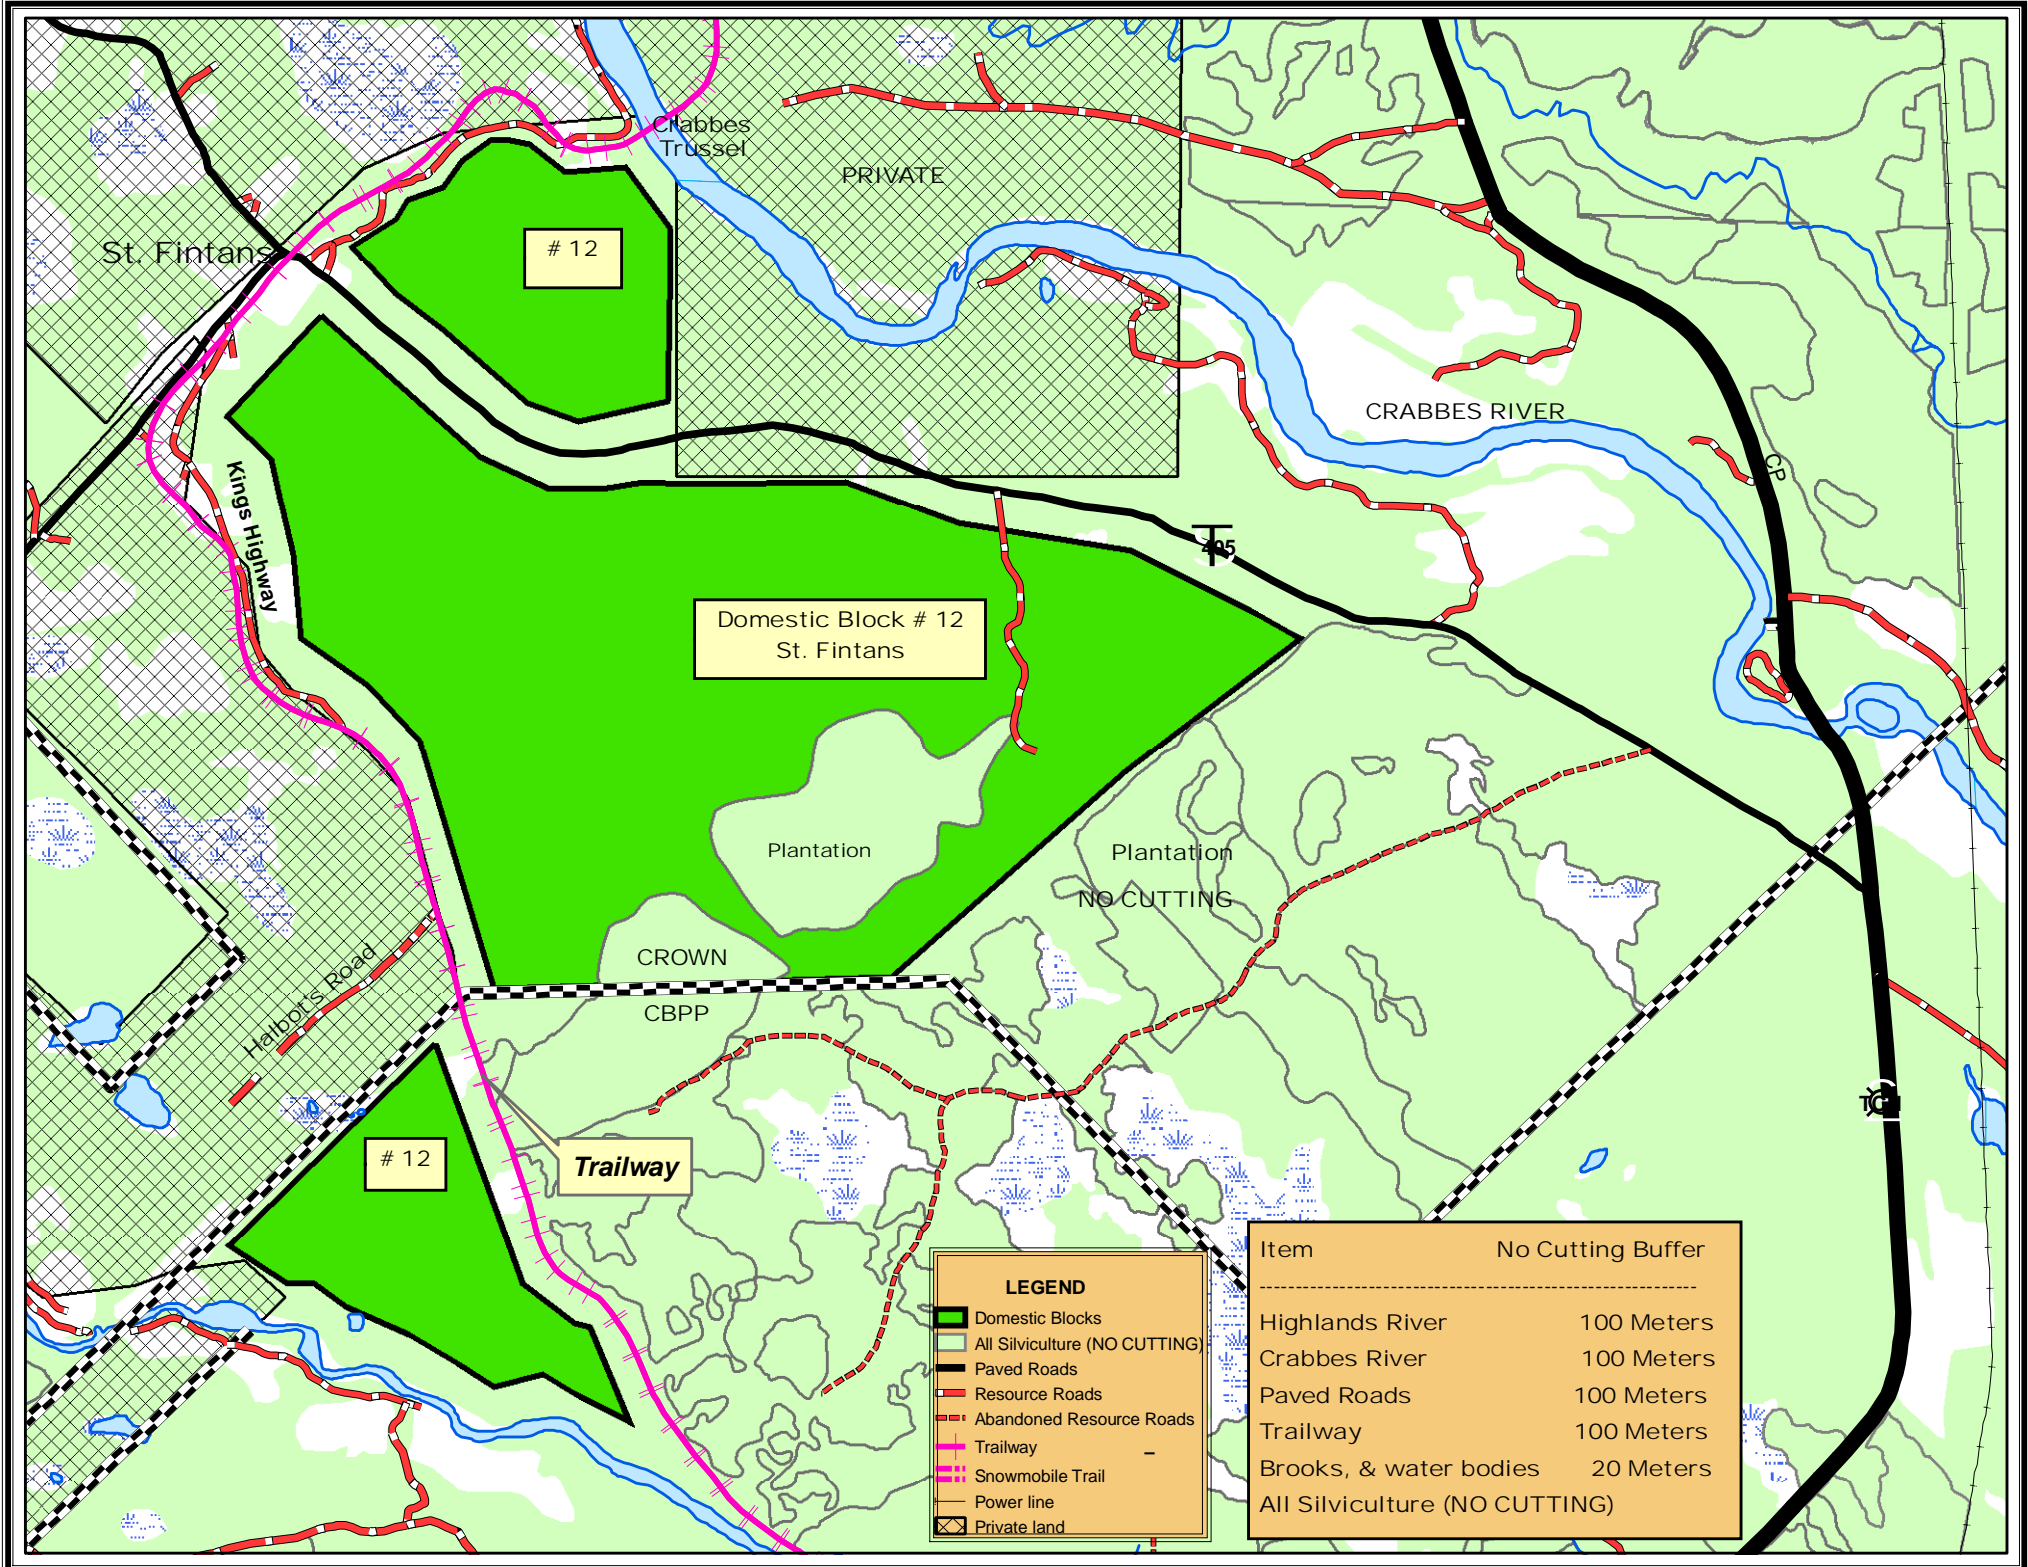 Crabbes
Trussel
PRIVATE
# 12
St. Fintans
CRABBES RIVER
CP
Kings Highway
405
Domestic Block # 12
St. Fintans
Plantation
Plantation
NO CUTTING
CROWN
CBPP
Halbot's Road
# 12
Trailway
LEGEND
Domestic Blocks
All Silviculture (NO CUTTING)
Paved Roads
Resource Roads
Abandoned Resource Roads
Trailway
Snowmobile Trail
Power line
Private land
Item No Cutting Buffer
Highlands River 100 Meters
Crabbes River 100 Meters
Paved Roads 100 Meters
Trailway 100 Meters
Brooks, & water bodies 20 Meters
All Silviculture (NO CUTTING)